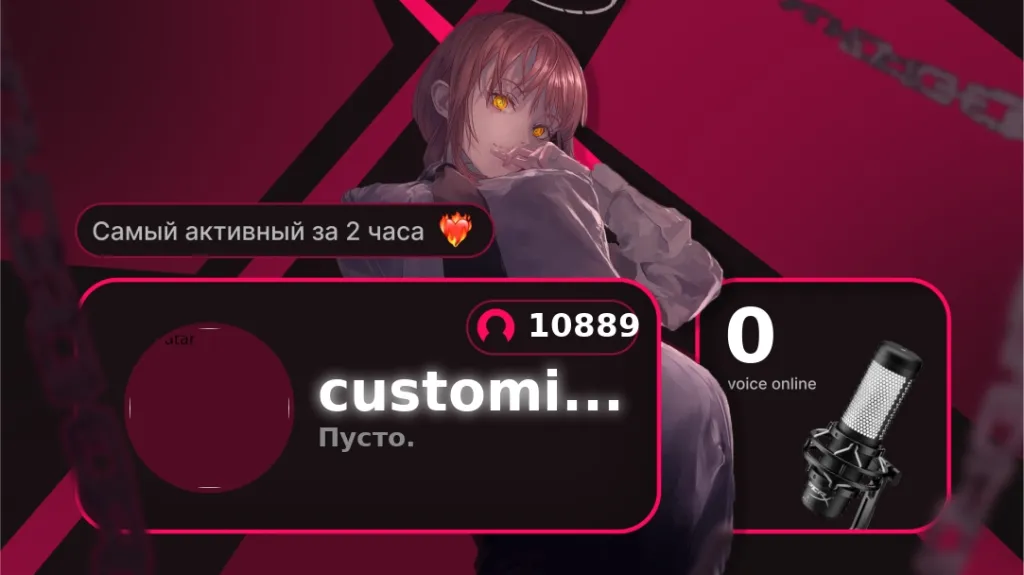 Самый активный за 2 часа
10889
customi...
Пусто.
0
voice online